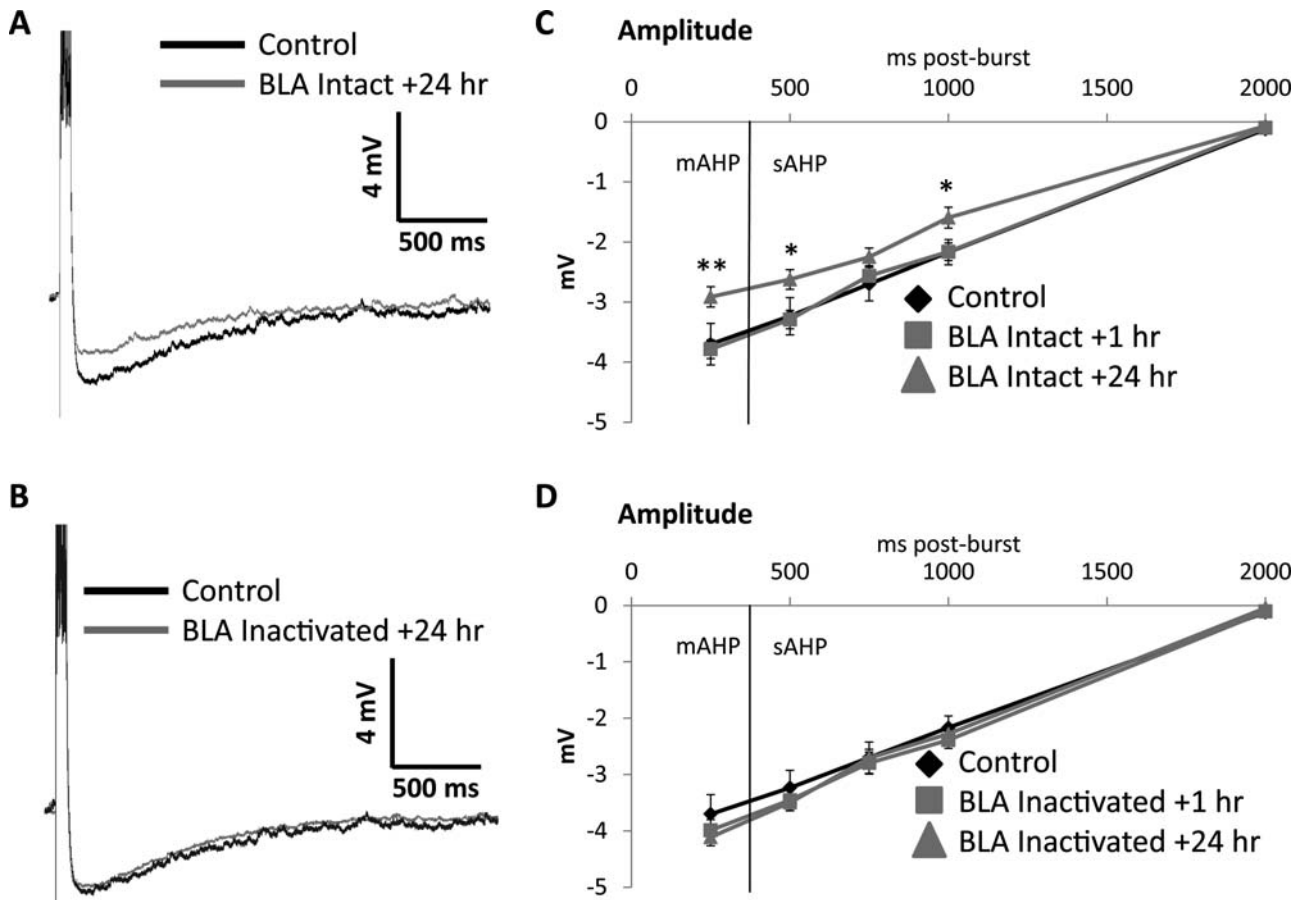 A
Control
BLA Intact +24 hr
4 mV
500 ms
B
Control
BLA Inactivated +24 hr
4 mV
500 ms
C
Amplitude
ms post-burst
0 500 1000 1500 2000
0
-1
-2
-3
-4
-5
mV
mAHP sAHP
** * *
Control
BLA Intact +1 hr
BLA Intact +24 hr
D
Amplitude
ms post-burst
0 500 1000 1500 2000
0
-1
-2
-3
-4
-5
mV
mAHP sAHP
Control
BLA Inactivated +1 hr
BLA Inactivated +24 hr